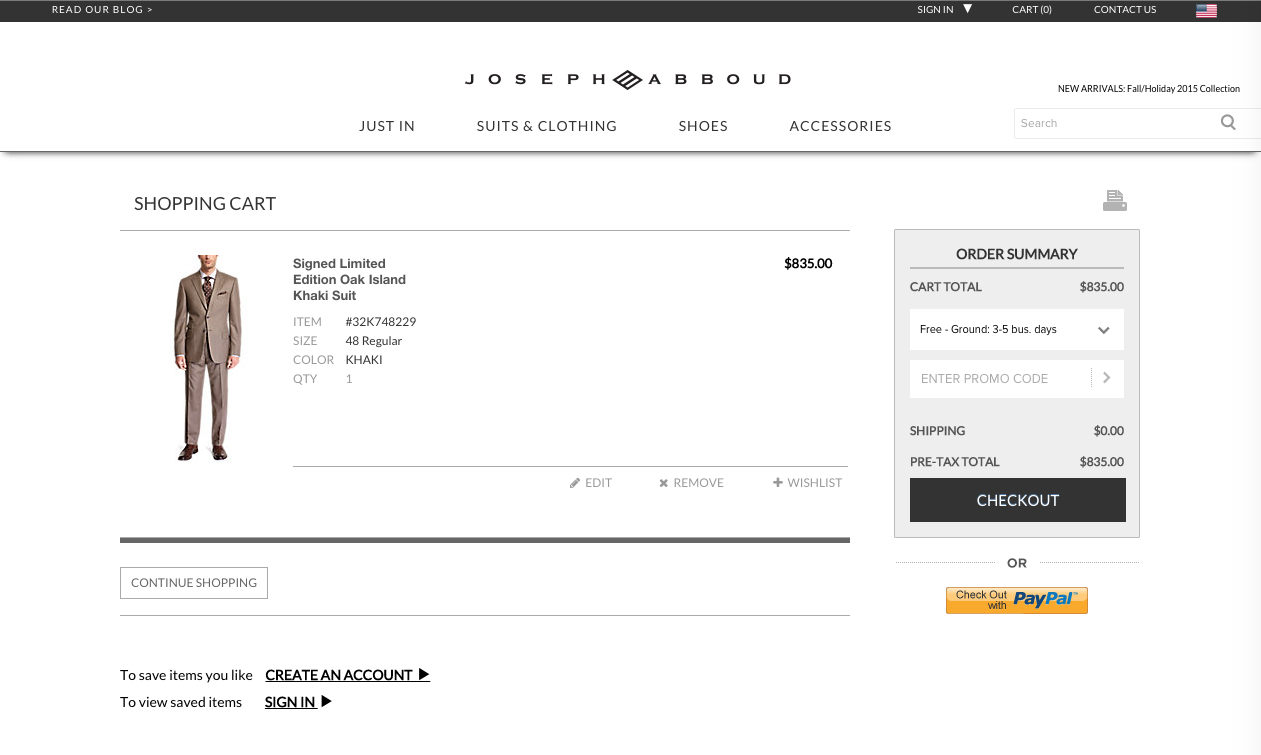 READ OUR BLOG >
SIGN IN ▼ CART (0) CONTACT US
JOSEPH ABBOUD
NEW ARRIVALS: Fall/Holiday 2015 Collection
JUST IN SUITS & CLOTHING SHOES ACCESSORIES
Search
SHOPPING CART
Signed Limited
Edition Oak Island
Khaki Suit
$835.00
ITEM #32K748229
SIZE 48 Regular
COLOR KHAKI
QTY 1
EDIT REMOVE WISHLIST
CONTINUE SHOPPING
To save items you like CREATE AN ACCOUNT ▶
To view saved items SIGN IN ▶
ORDER SUMMARY
CART TOTAL $835.00
Free - Ground: 3-5 bus. days
ENTER PROMO CODE
SHIPPING $0.00
PRE-TAX TOTAL $835.00
CHECKOUT
OR
Check Out
with PayPal™